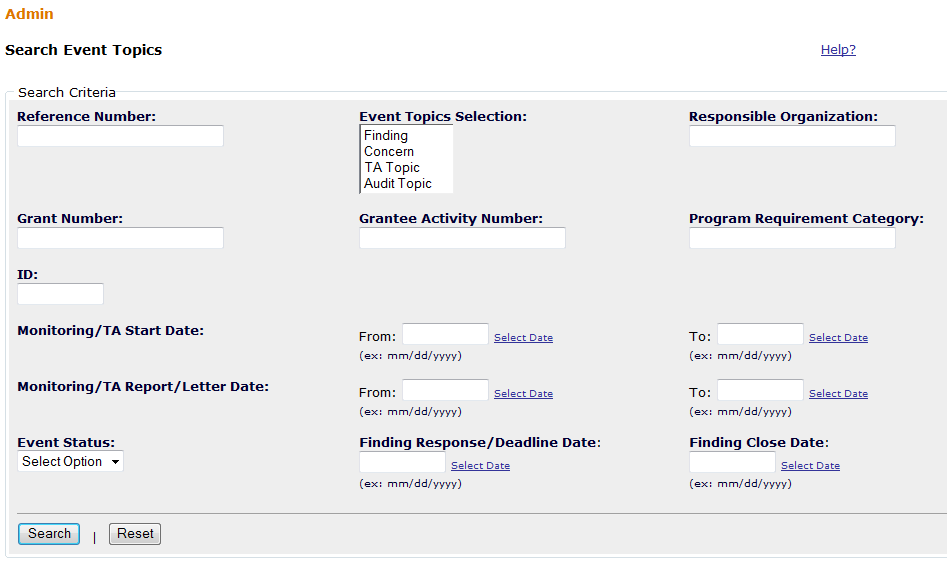 Admin
Search Event Topics
Help?
Search Criteria
Reference Number:
Event Topics Selection:
Responsible Organization:
Finding
Concern
TA Topic
Audit Topic
Grant Number:
Grantee Activity Number:
Program Requirement Category:
ID:
Monitoring/TA Start Date:
From: Select Date
To: Select Date
(ex: mm/dd/yyyy)
(ex: mm/dd/yyyy)
Monitoring/TA Report/Letter Date:
From: Select Date
To: Select Date
(ex: mm/dd/yyyy)
(ex: mm/dd/yyyy)
Event Status:
Finding Response/Deadline Date:
Finding Close Date:
Select Option
Select Date
Select Date
(ex: mm/dd/yyyy)
(ex: mm/dd/yyyy)
Search | Reset